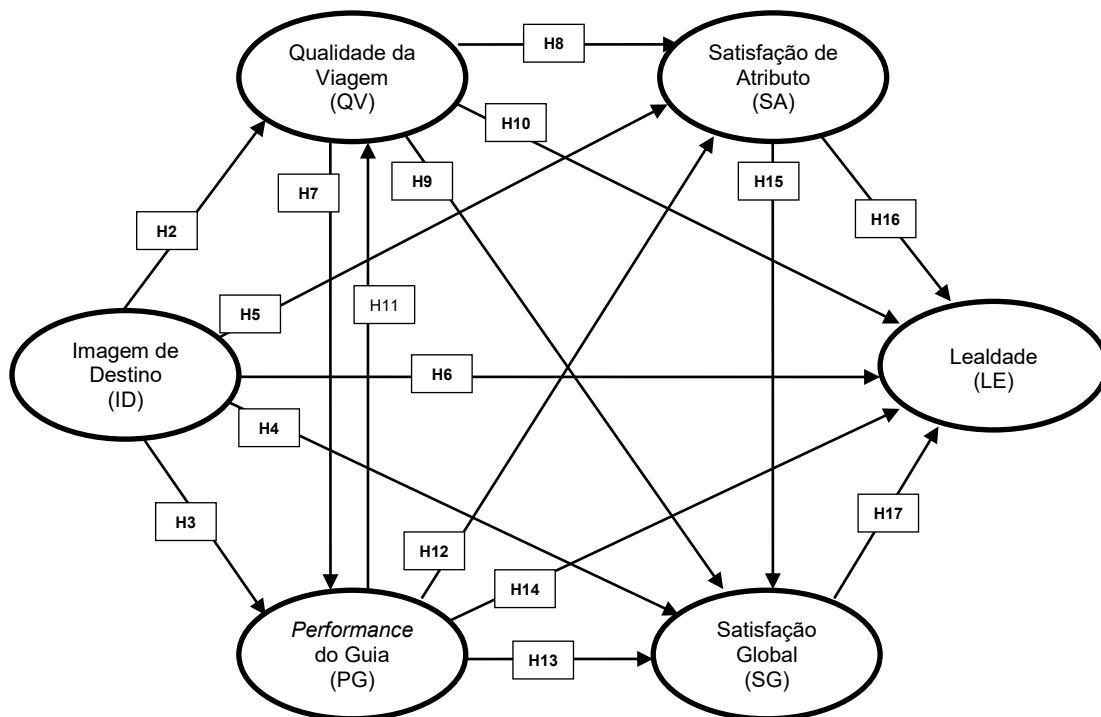 Qualidade da
Viagem
(QV)
H8
Satisfação de
Atributo
(SA)
H10
H9
H7
H15
H2
H16
H5
H11
Imagem de
Destino
(ID)
H6
Lealdade
(LE)
H4
H3
H17
H12
H14
Performance
do Guia
(PG)
H13
Satisfação
Global
(SG)